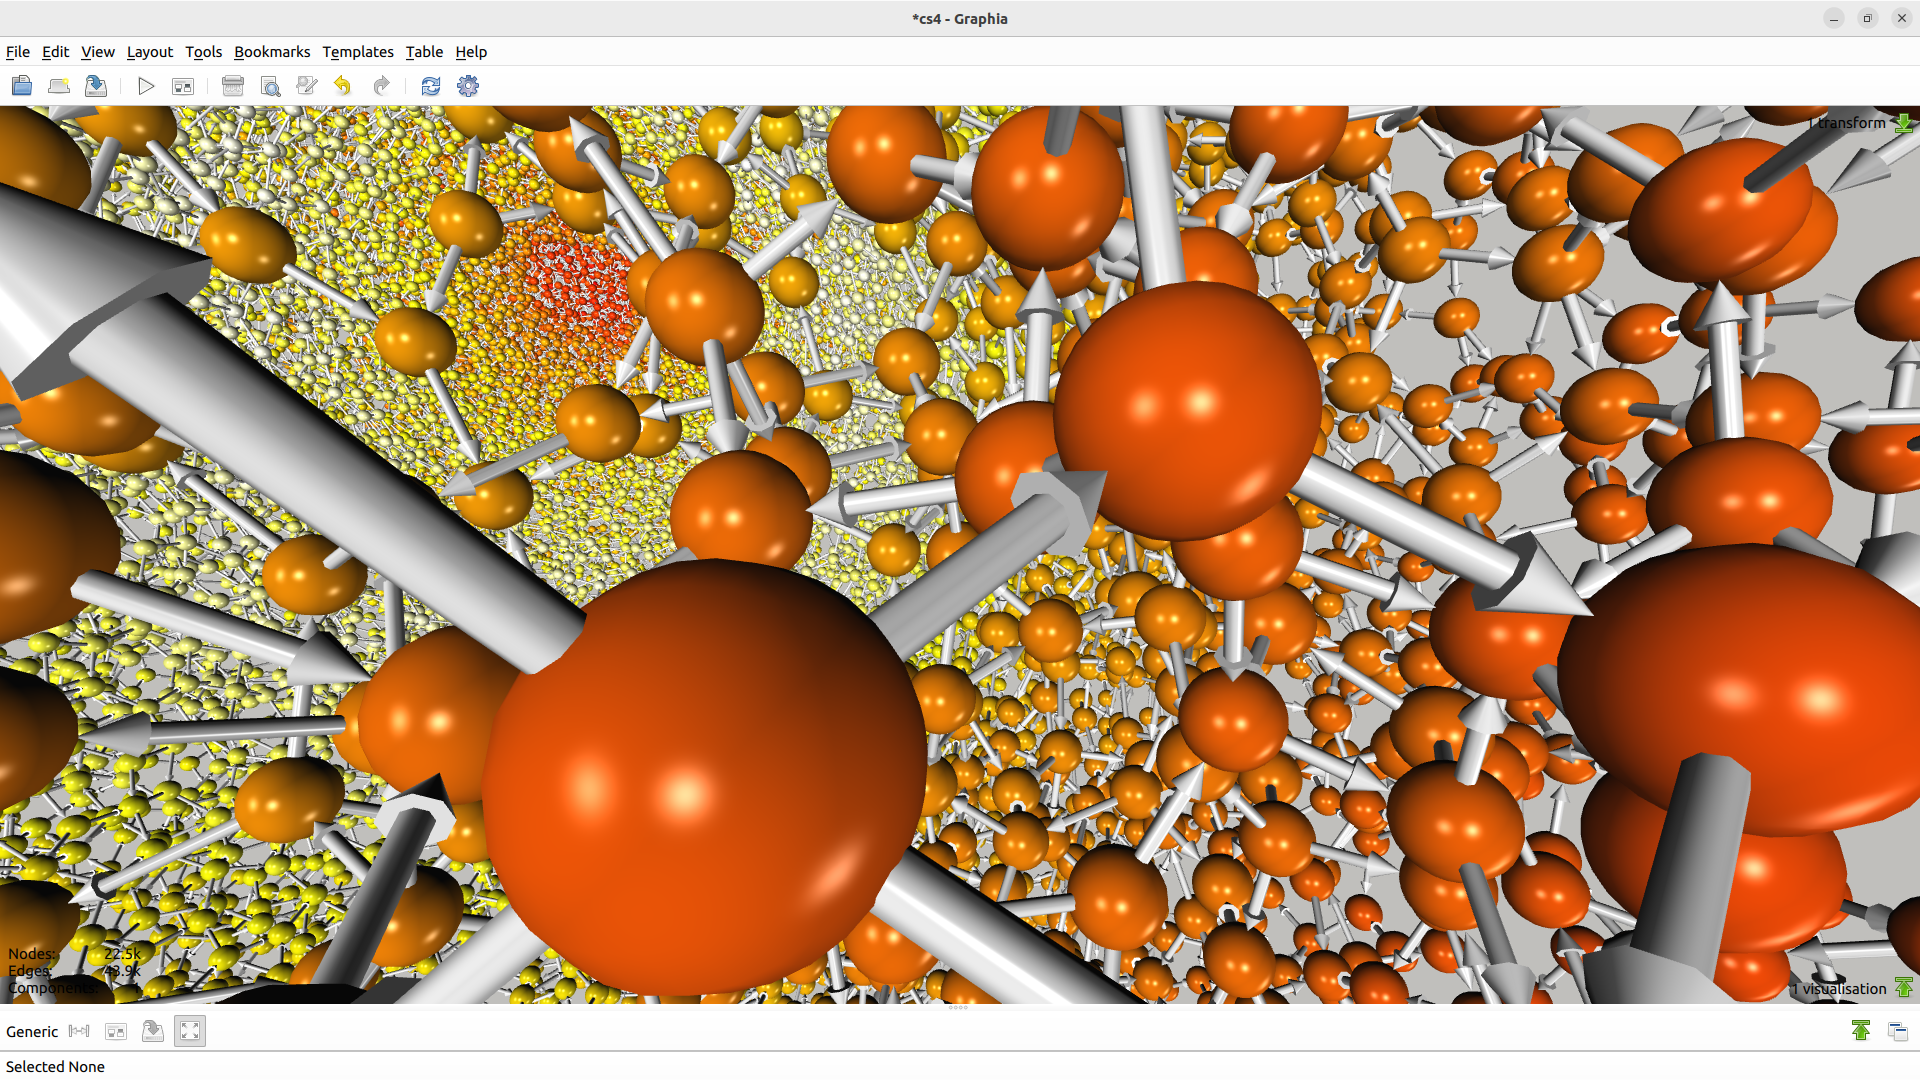 *cs4 - Graphia
File Edit View Layout Tools Bookmarks Templates Table Help
1 transform
Nodes: 22.5k
Edges: 43.9k
Components:
1 visualisation
Generic
Selected None